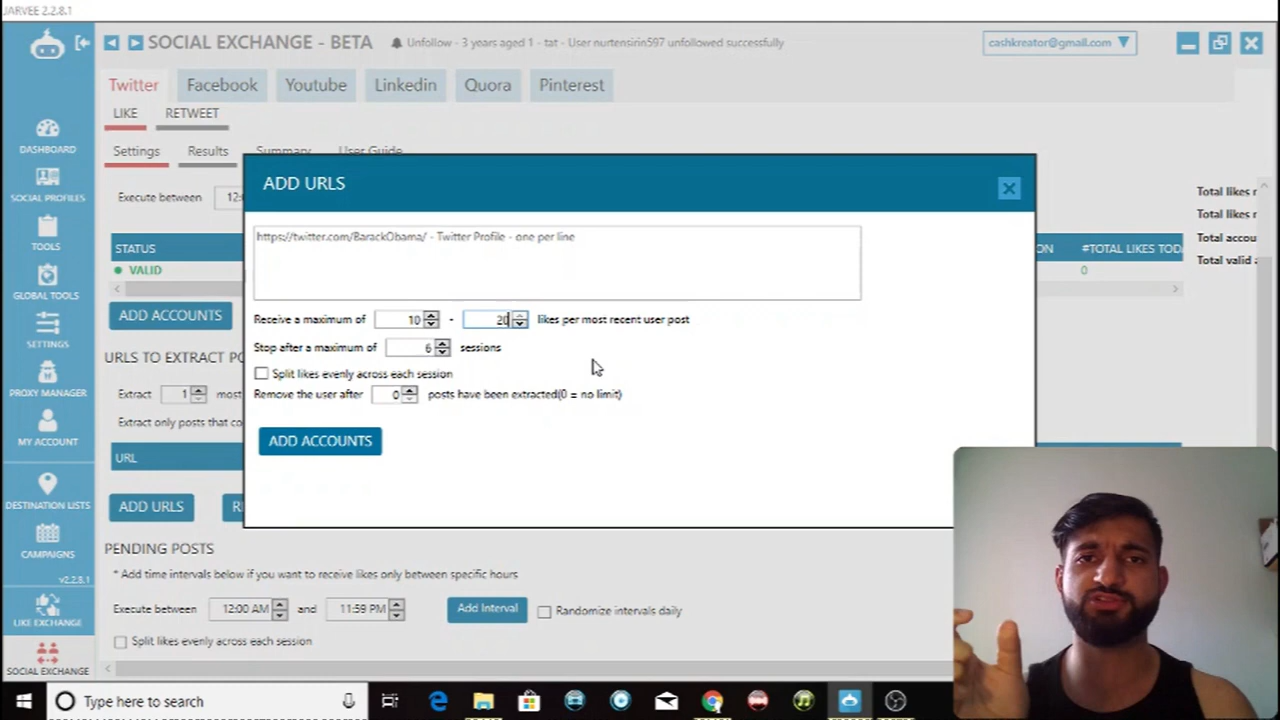 JARVEE 2.2.8.1
SOCIAL EXCHANGE - BETA
Unfollow - 3 years aged 1 - tat - User nurtensirin597 unfollowed successfully
cashkreator@gmail.com
Twitter Facebook Youtube Linkedin Quora Pinterest
LIKE RETWEET
Settings Results Summary User Guide
DASHBOARD
SOCIAL PROFILES
TOOLS
GLOBAL TOOLS
SETTINGS
PROXY MANAGER
MY ACCOUNT
DESTINATION LISTS
CAMPAIGNS
v2.2.8.1
LIKE EXCHANGE
SOCIAL EXCHANGE
Execute between 12:
STATUS
VALID
ADD ACCOUNTS
URLS TO EXTRACT PO
Extract 1 most
Extract only posts that co
URL
ADD URLS
ADD URLS
https://twitter.com/BarackObama/ - Twitter Profile - one per line
Receive a maximum of 10 - 20 likes per most recent user post
Stop after a maximum of 6 sessions
Split likes evenly across each session
Remove the user after 0 posts have been extracted(0 = no limit)
ADD ACCOUNTS
#TOTAL LIKES TOD
0
Total likes r
Total likes r
Total accou
Total valid a
PENDING POSTS
* Add time intervals below if you want to receive likes only between specific hours
Execute between 12:00 AM and 11:59 PM Add Interval Randomize intervals daily
Split likes evenly across each session
Type here to search